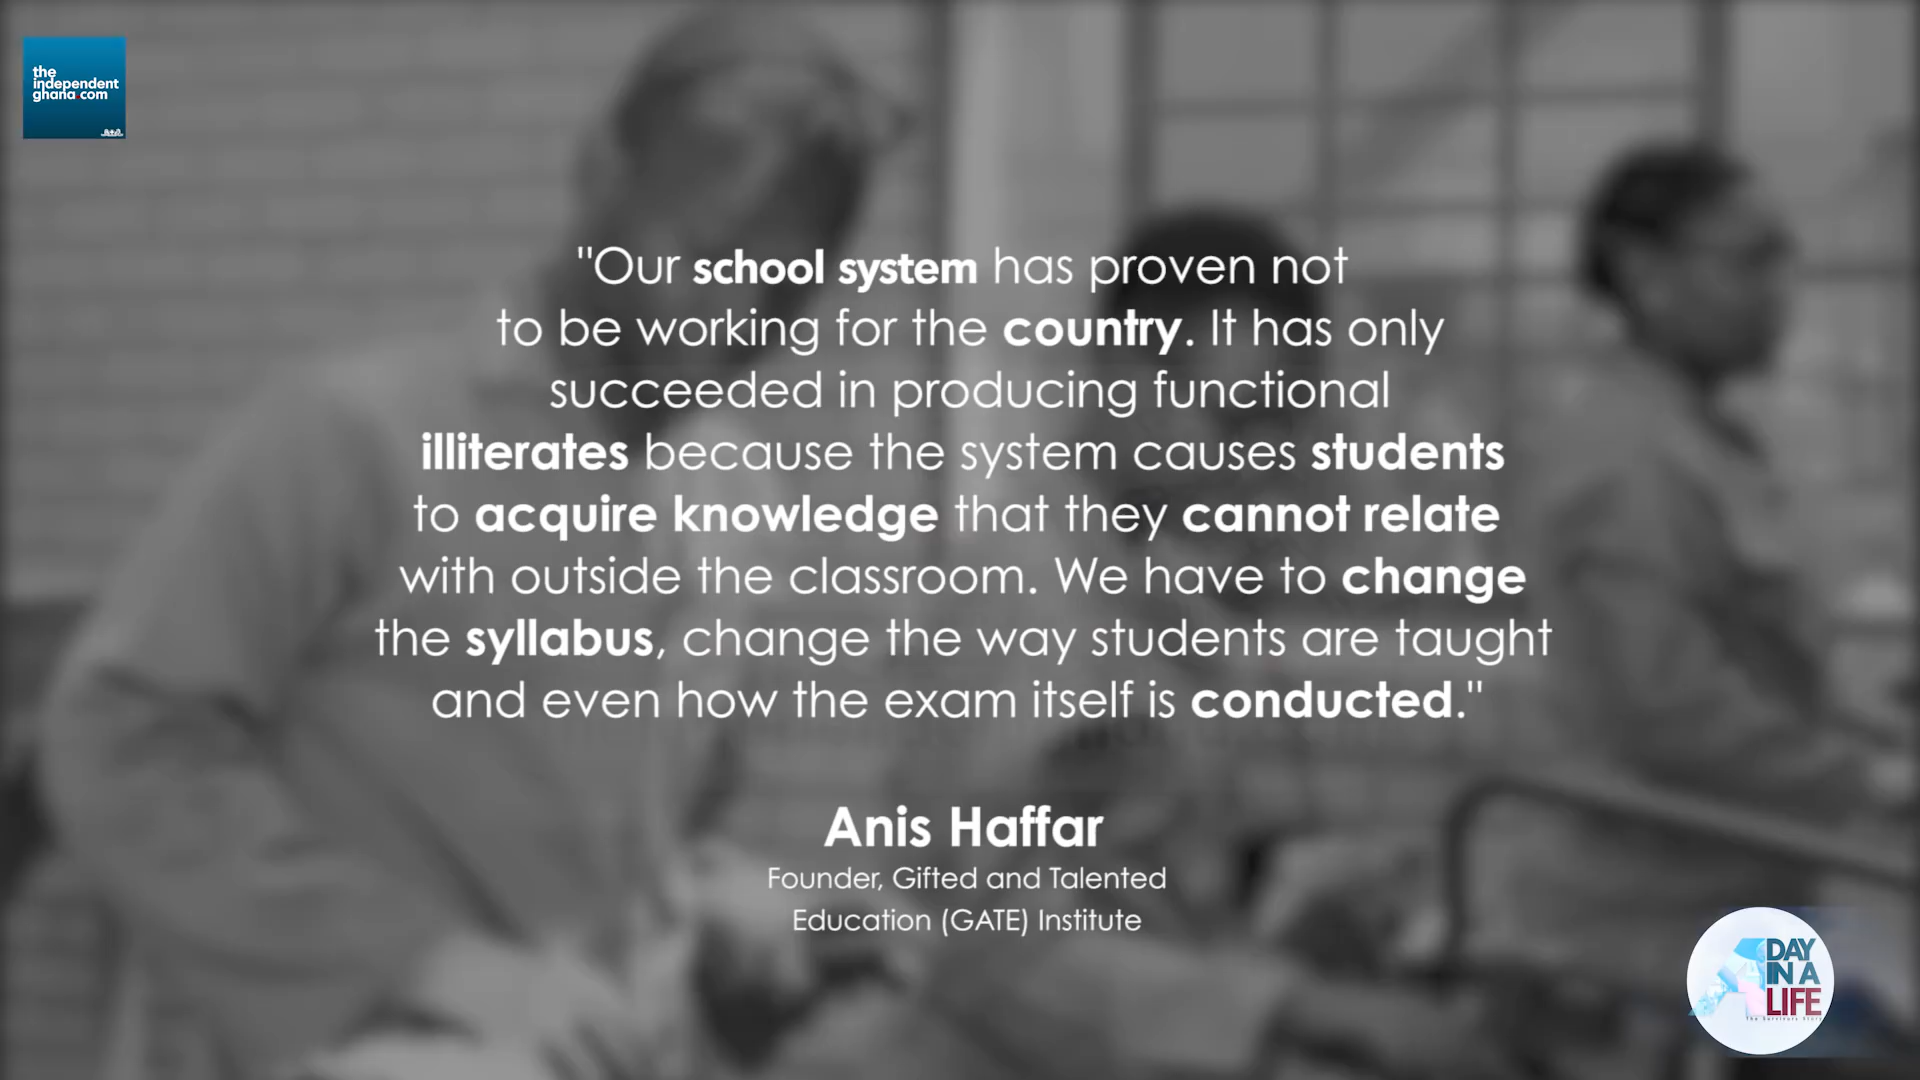 the
independent
ghana.com
"Our school system has proven not
to be working for the country. It has only
succeeded in producing functional
illiterates because the system causes students
to acquire knowledge that they cannot relate
with outside the classroom. We have to change
the syllabus, change the way students are taught
and even how the exam itself is conducted."
Anis Haffar
Founder, Gifted and Talented
Education (GATE) Institute
A DAY
IN A
LIFE